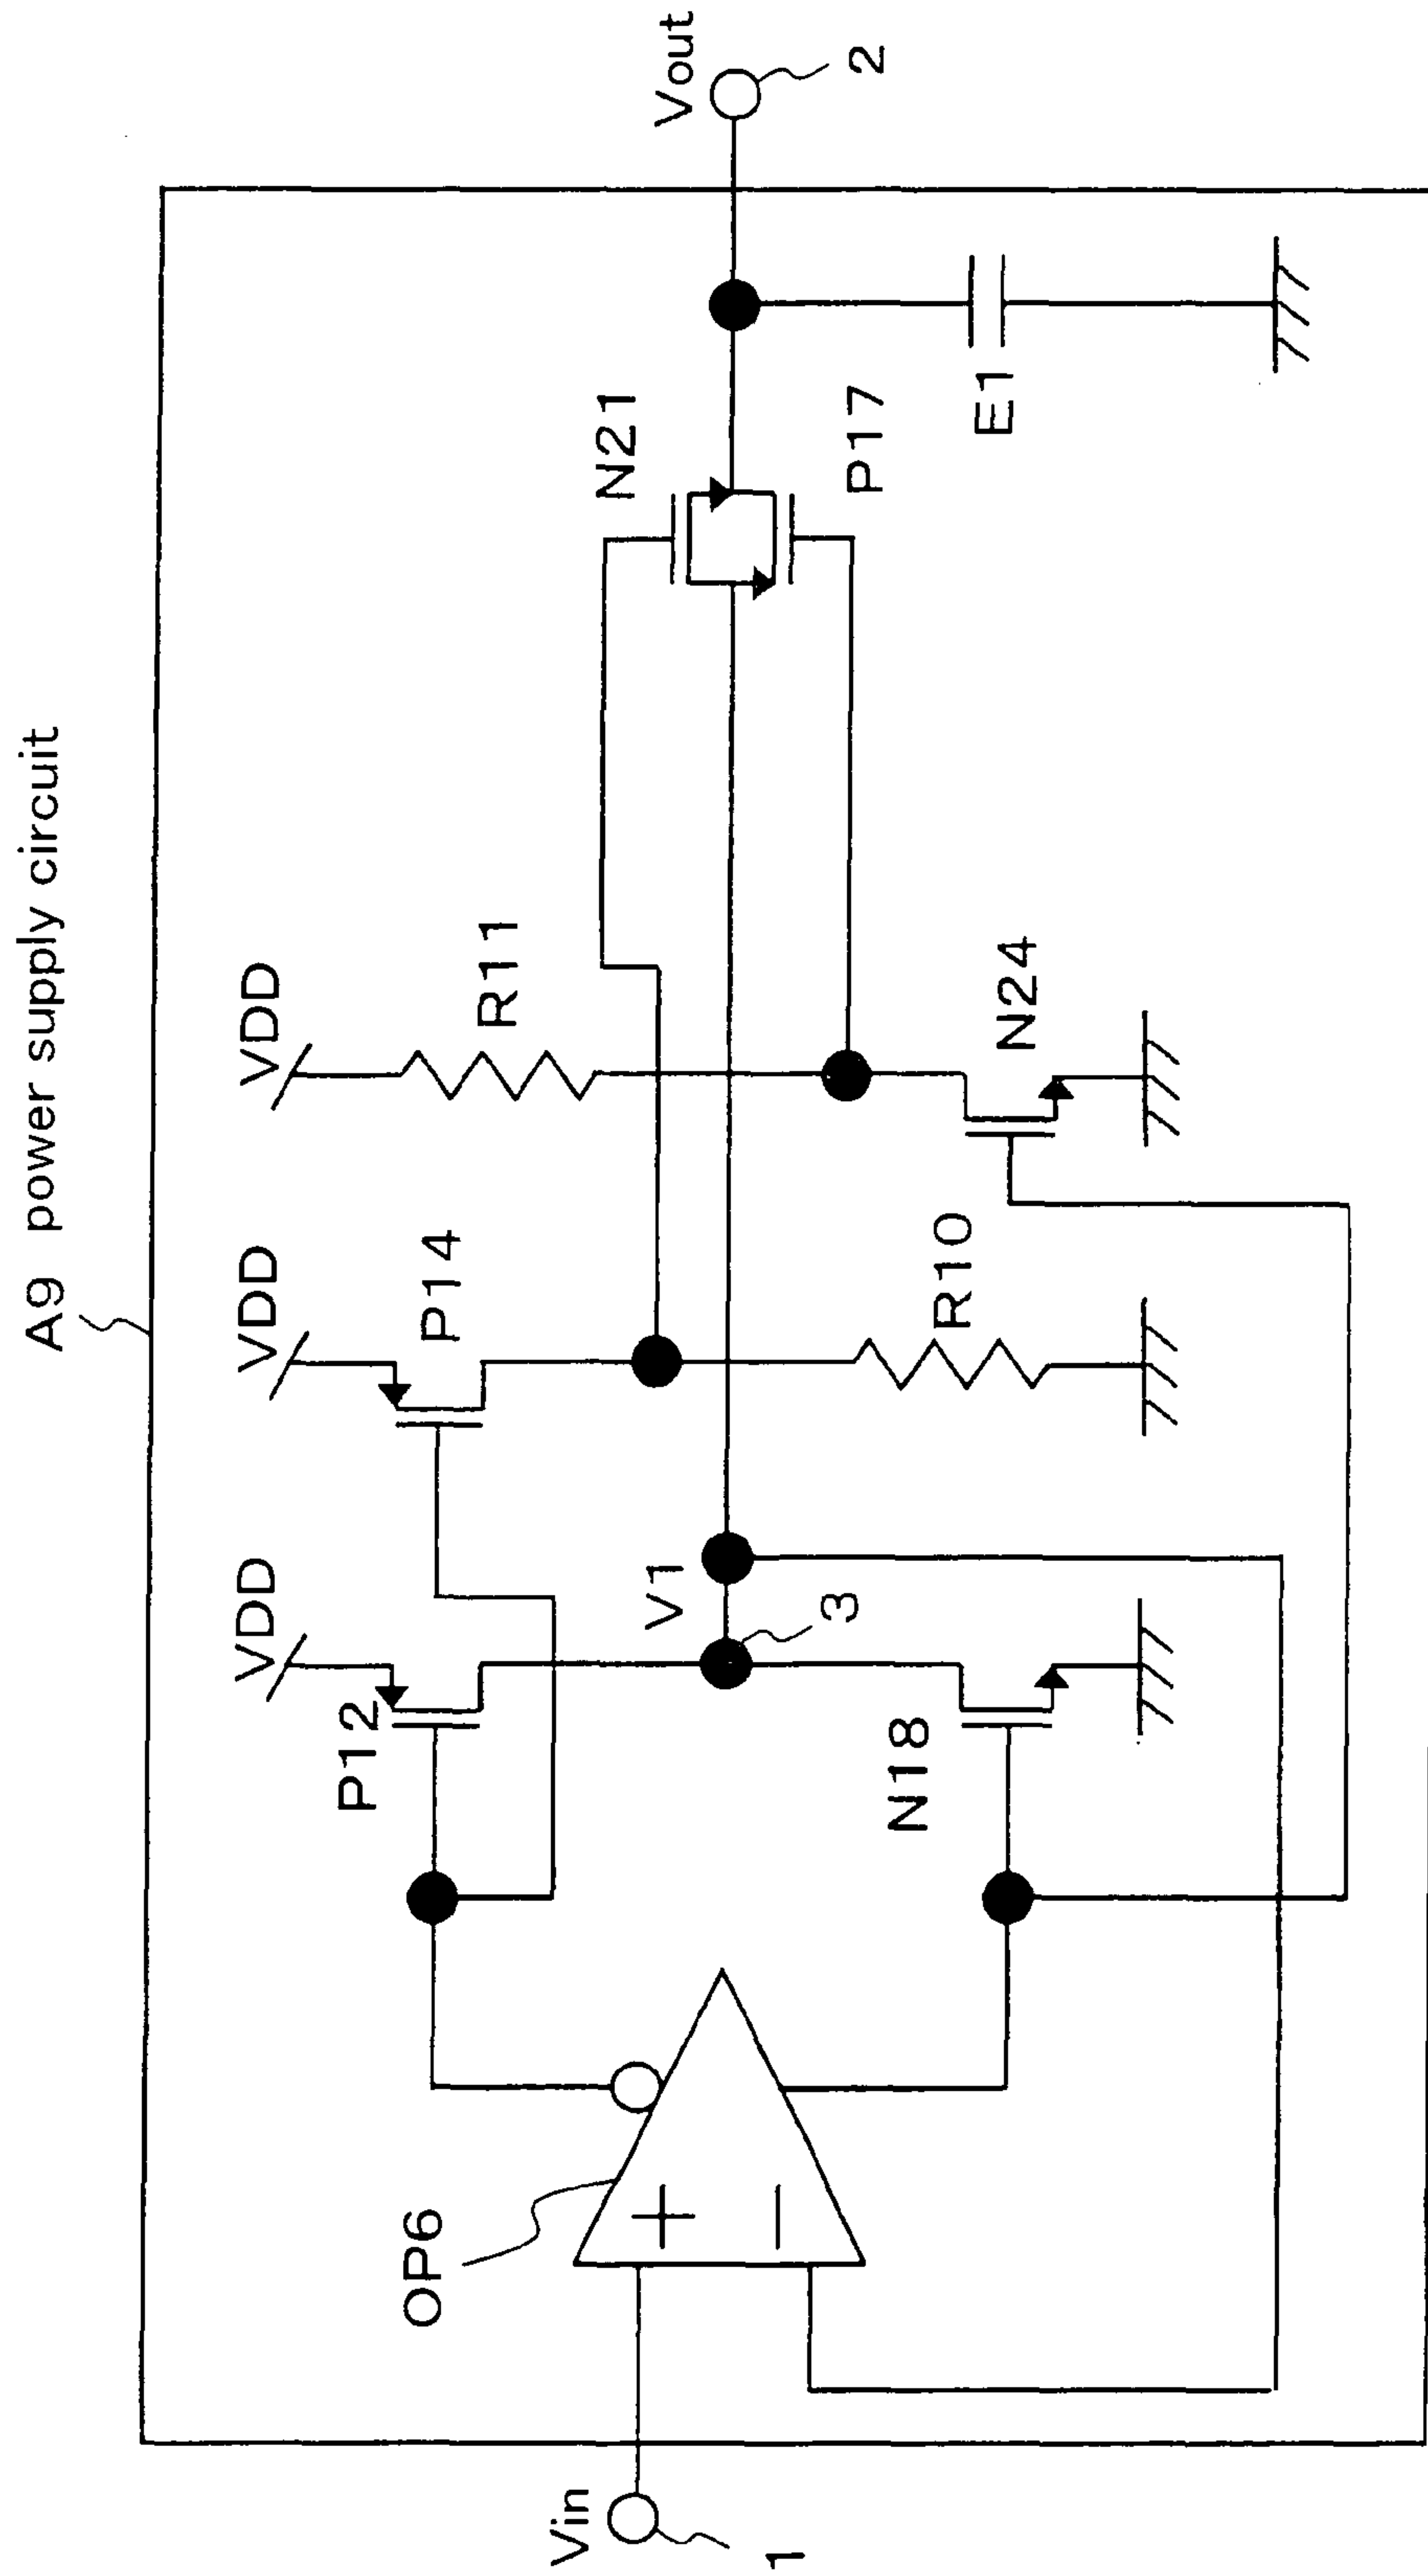 A9 power supply circuit
VDD
VDD
VDD
P12
P14
R11
OP6
N21
Vout
2
Vin
1
+
−
V1
3
P17
N18
R10
N24
E1